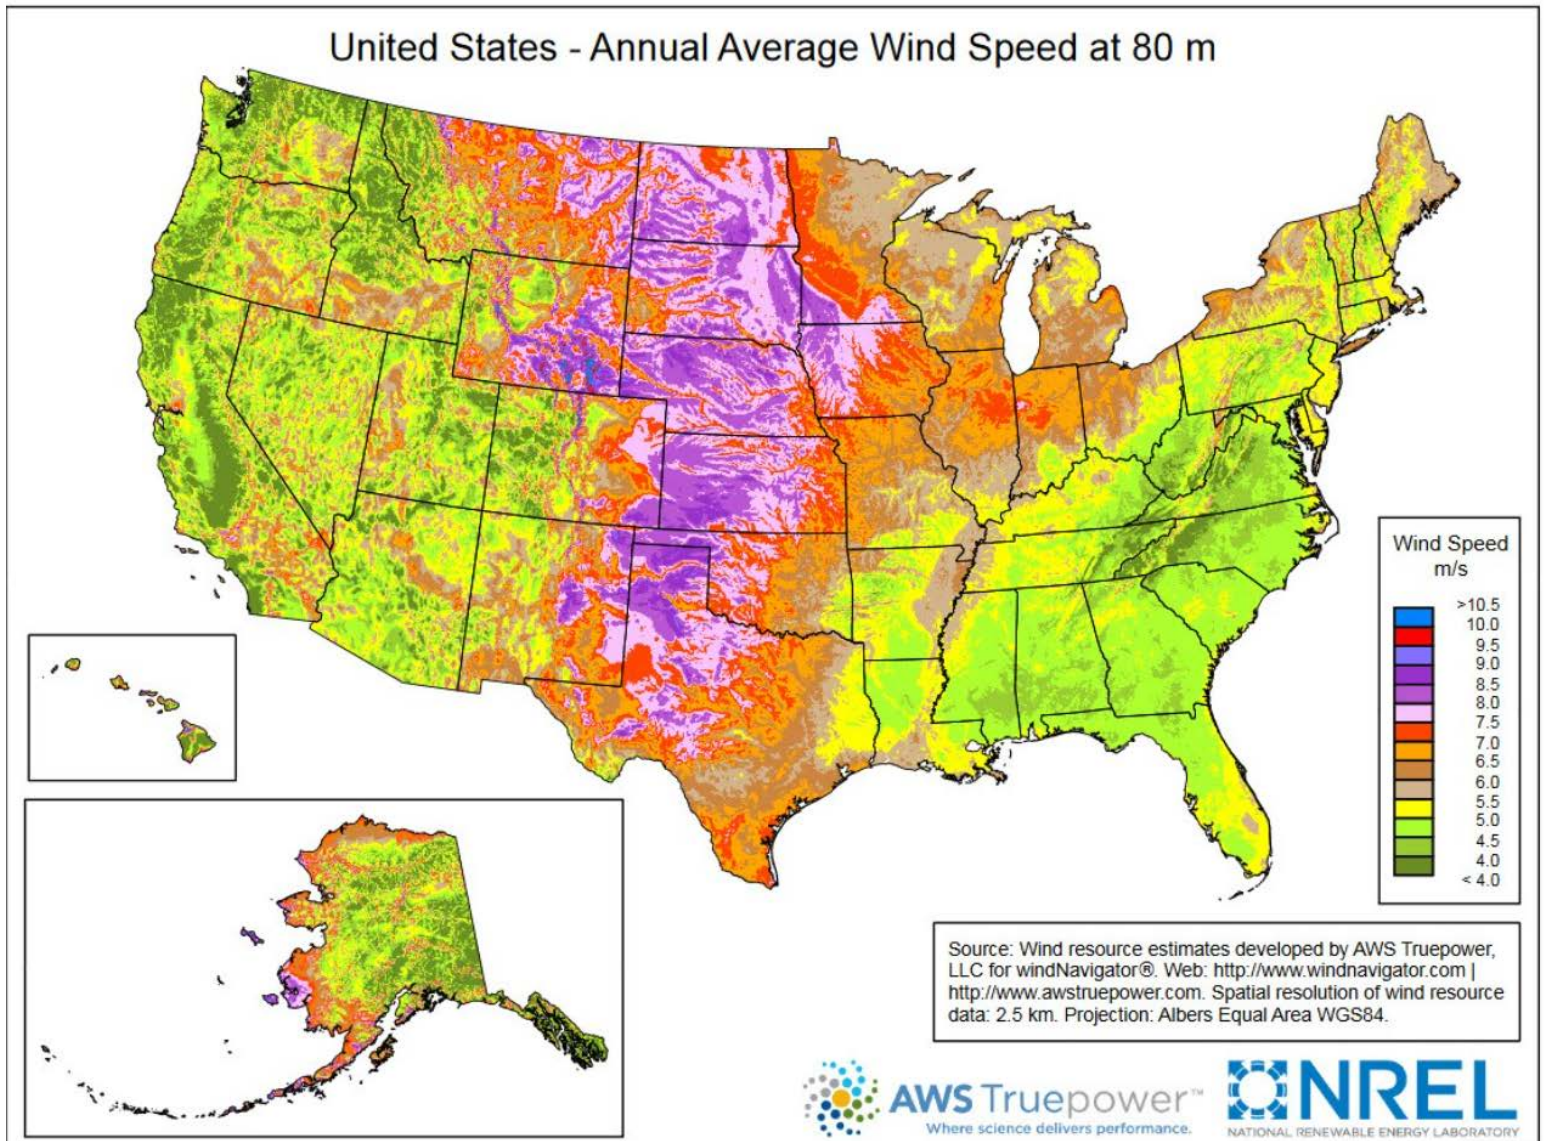 United States - Annual Average Wind Speed at 80 m
Wind Speed
m/s
>10.5
10.0
9.5
9.0
8.5
8.0
7.5
7.0
6.5
6.0
5.5
5.0
4.5
4.0
< 4.0
Source: Wind resource estimates developed by AWS Truepower,
LLC for windNavigator®. Web: http://www.windnavigator.com |
http://www.awstruepower.com. Spatial resolution of wind resource
data: 2.5 km. Projection: Albers Equal Area WGS84.
AWS Truepower™
Where science delivers performance.
NREL
NATIONAL RENEWABLE ENERGY LABORATORY